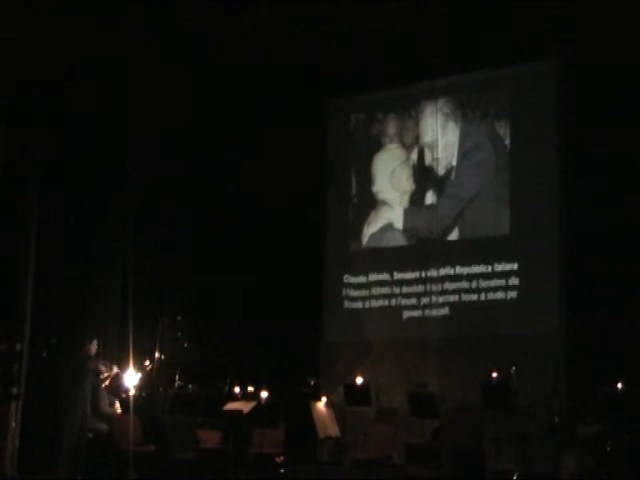 Claudio Abbado, Senatore a vita della Repubblica Italiana
Il Maestro Abbado ha devoluto il suo stipendio di Senatore alla
Scuola di Musica di Fiesole, per finanziare borse di studio per
giovani musicisti.